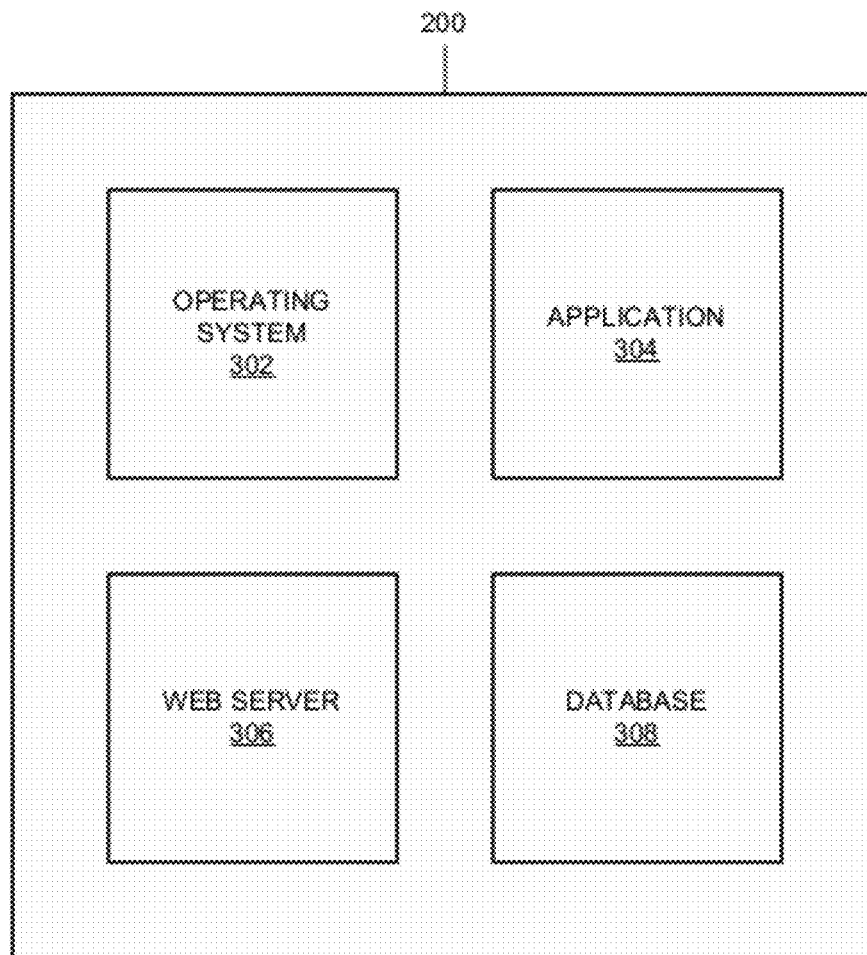 200
OPERATING
SYSTEM
302
APPLICATION
304
WEB SERVER
306
DATABASE
308